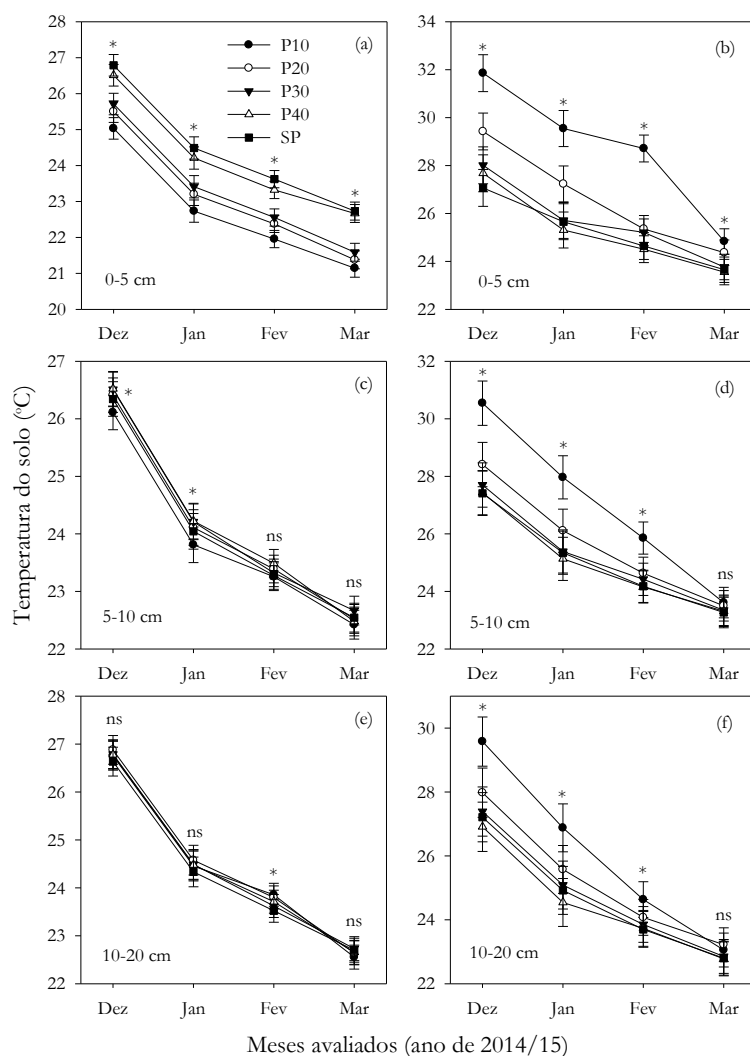 Temperatura do solo (ºC)
28
27
26
25
24
23
22
21
20
*
*
*
*
P10
P20
P30
P40
SP
(a)
0-5 cm
Dez Jan Fev Mar
34
32
30
28
26
24
22
*
*
*
*
(b)
0-5 cm
Dez Jan Fev Mar
27
26
25
24
23
22
*
*
ns
ns
(c)
5-10 cm
Dez Jan Fev Mar
32
30
28
26
24
22
*
*
*
ns
(d)
5-10 cm
Dez Jan Fev Mar
28
27
26
25
24
23
22
ns
ns
*
ns
(e)
10-20 cm
Dez Jan Fev Mar
30
28
26
24
22
*
*
*
ns
(f)
10-20 cm
Dez Jan Fev Mar
Meses avaliados (ano de 2014/15)